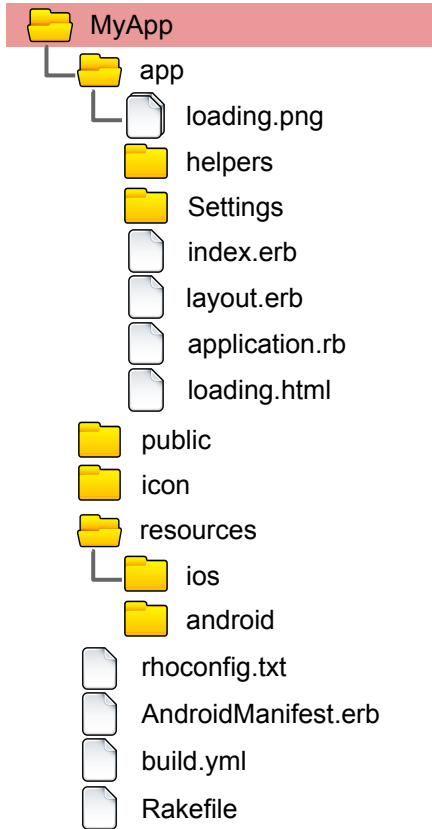 MyApp
app
loading.png
helpers
Settings
index.erb
layout.erb
application.rb
loading.html
public
icon
resources
ios
android
rhoconfig.txt
AndroidManifest.erb
build.yml
Rakefile